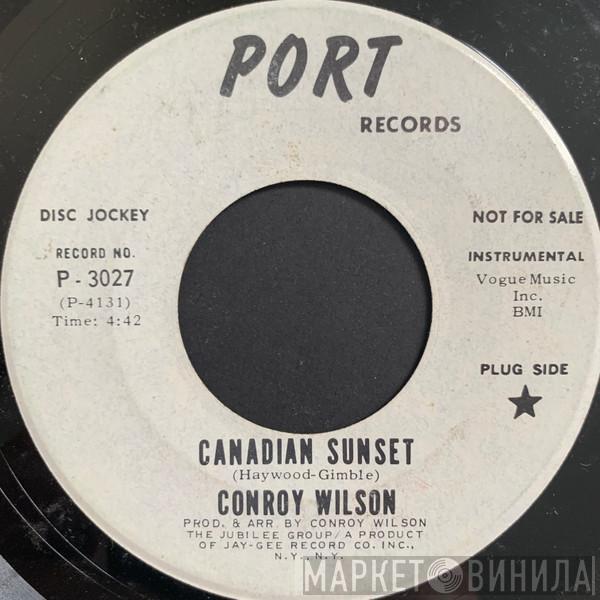 PORT
RECORDS
DISC JOCKEY
NOT FOR SALE
RECORD NO.
P - 3027
(P-4131)
Time: 4:42
INSTRUMENTAL
Vogue Music
Inc.
BMI
PLUG SIDE
CANADIAN SUNSET
(Haywood-Gimble)
CONROY WILSON
PROD. & ARR. BY CONROY WILSON
THE JUBILEE GROUP/A PRODUCT
OF JAY-GEE RECORD CO. INC.,
N.Y., N.Y.
МАРКЕТ ВИНИЛА